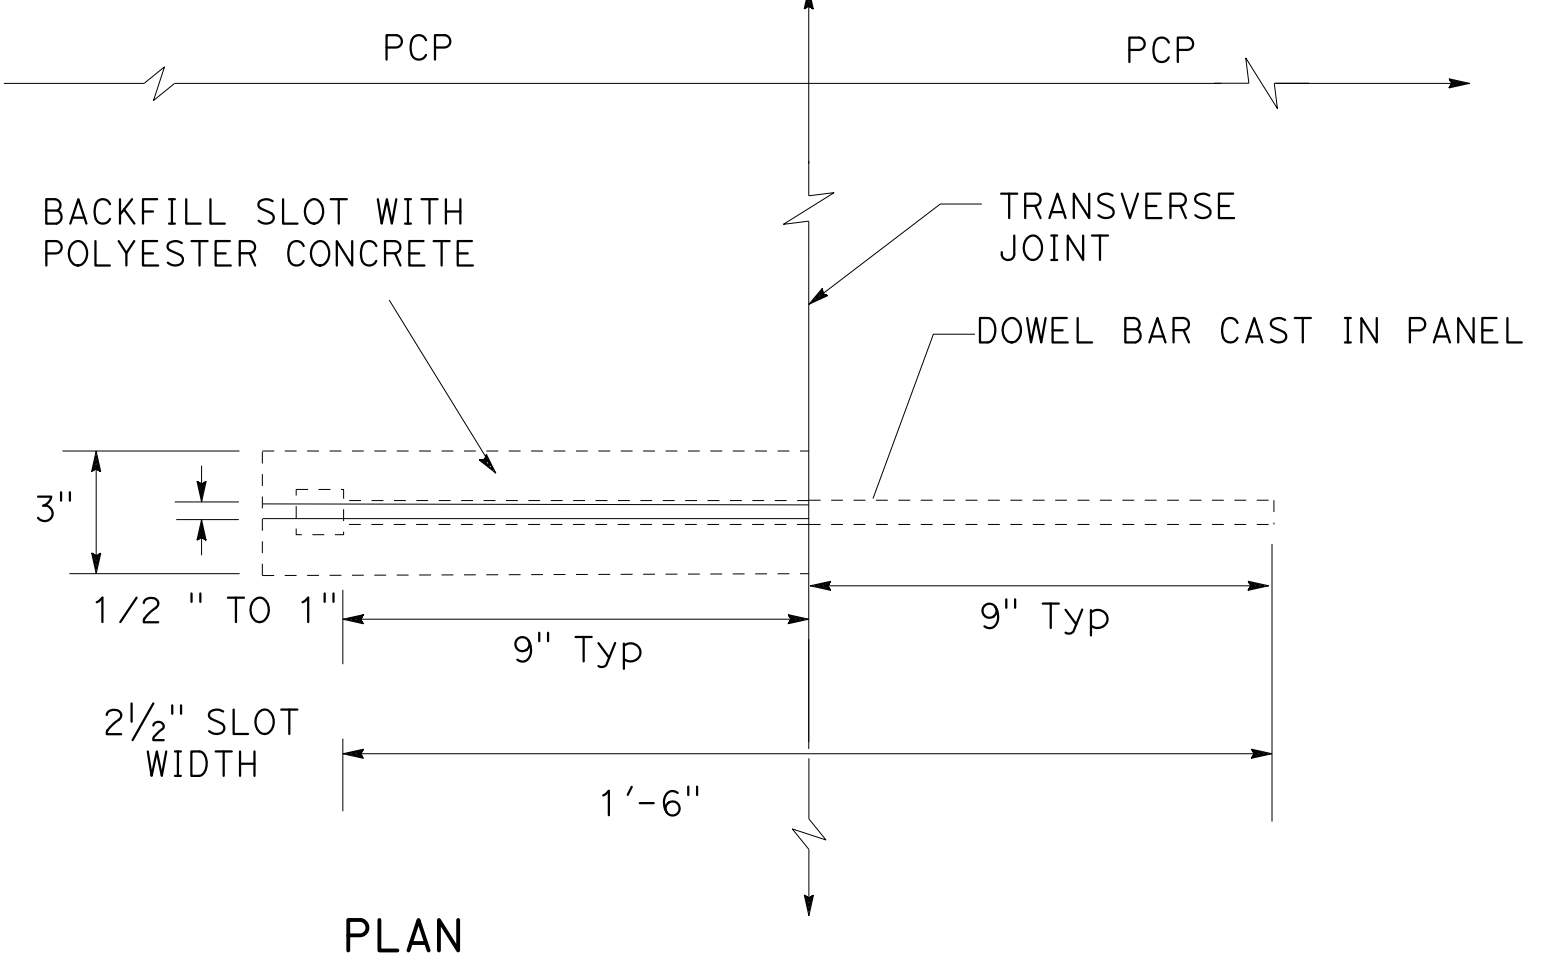 PCP
PCP
BACKFILL SLOT WITH
POLYESTER CONCRETE
TRANSVERSE
JOINT
DOWEL BAR CAST IN PANEL
3"
1/2 " TO 1"
9" Typ
9" Typ
2½" SLOT
WIDTH
1'-6"
PLAN